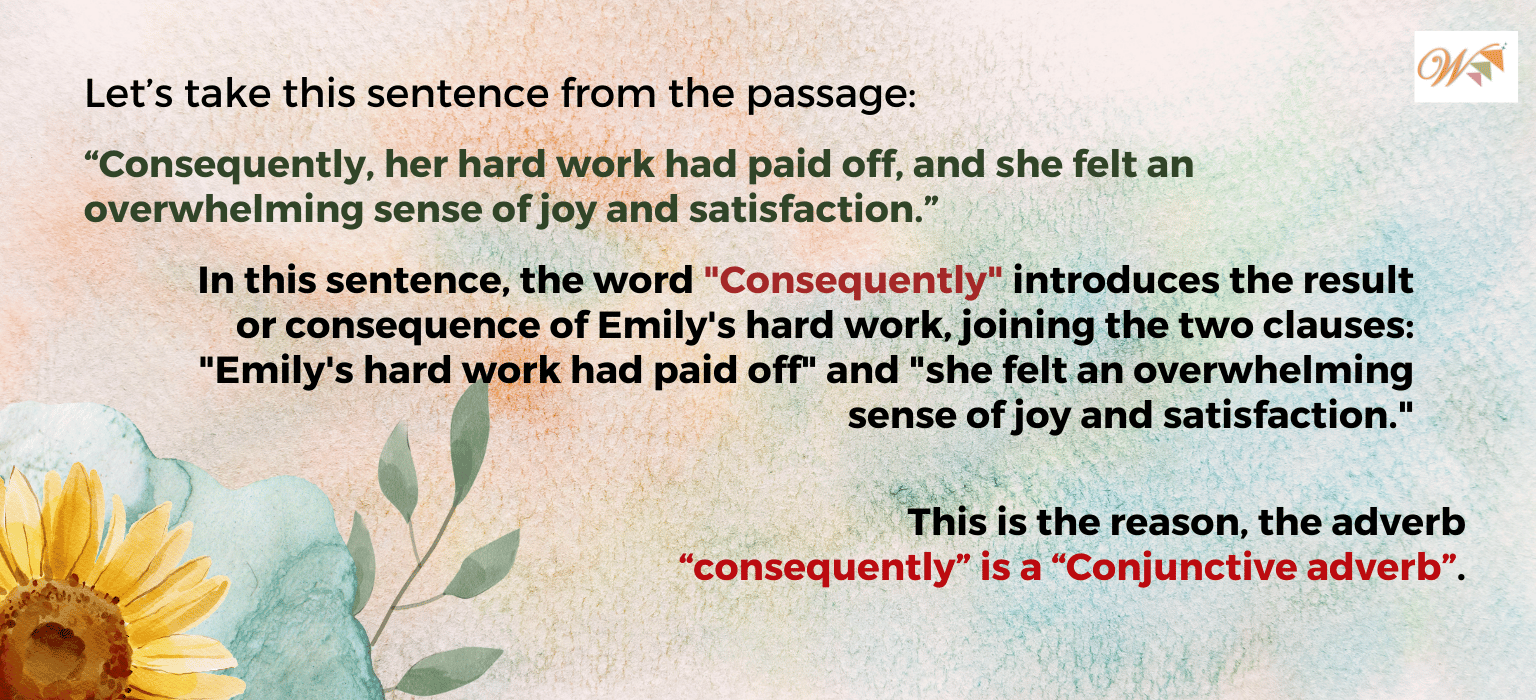 Let’s take this sentence from the passage:
“Consequently, her hard work had paid off, and she felt an
overwhelming sense of joy and satisfaction.”
In this sentence, the word "Consequently" introduces the result
or consequence of Emily's hard work, joining the two clauses:
"Emily's hard work had paid off" and "she felt an overwhelming
sense of joy and satisfaction."
This is the reason, the adverb
“consequently” is a “Conjunctive adverb”.